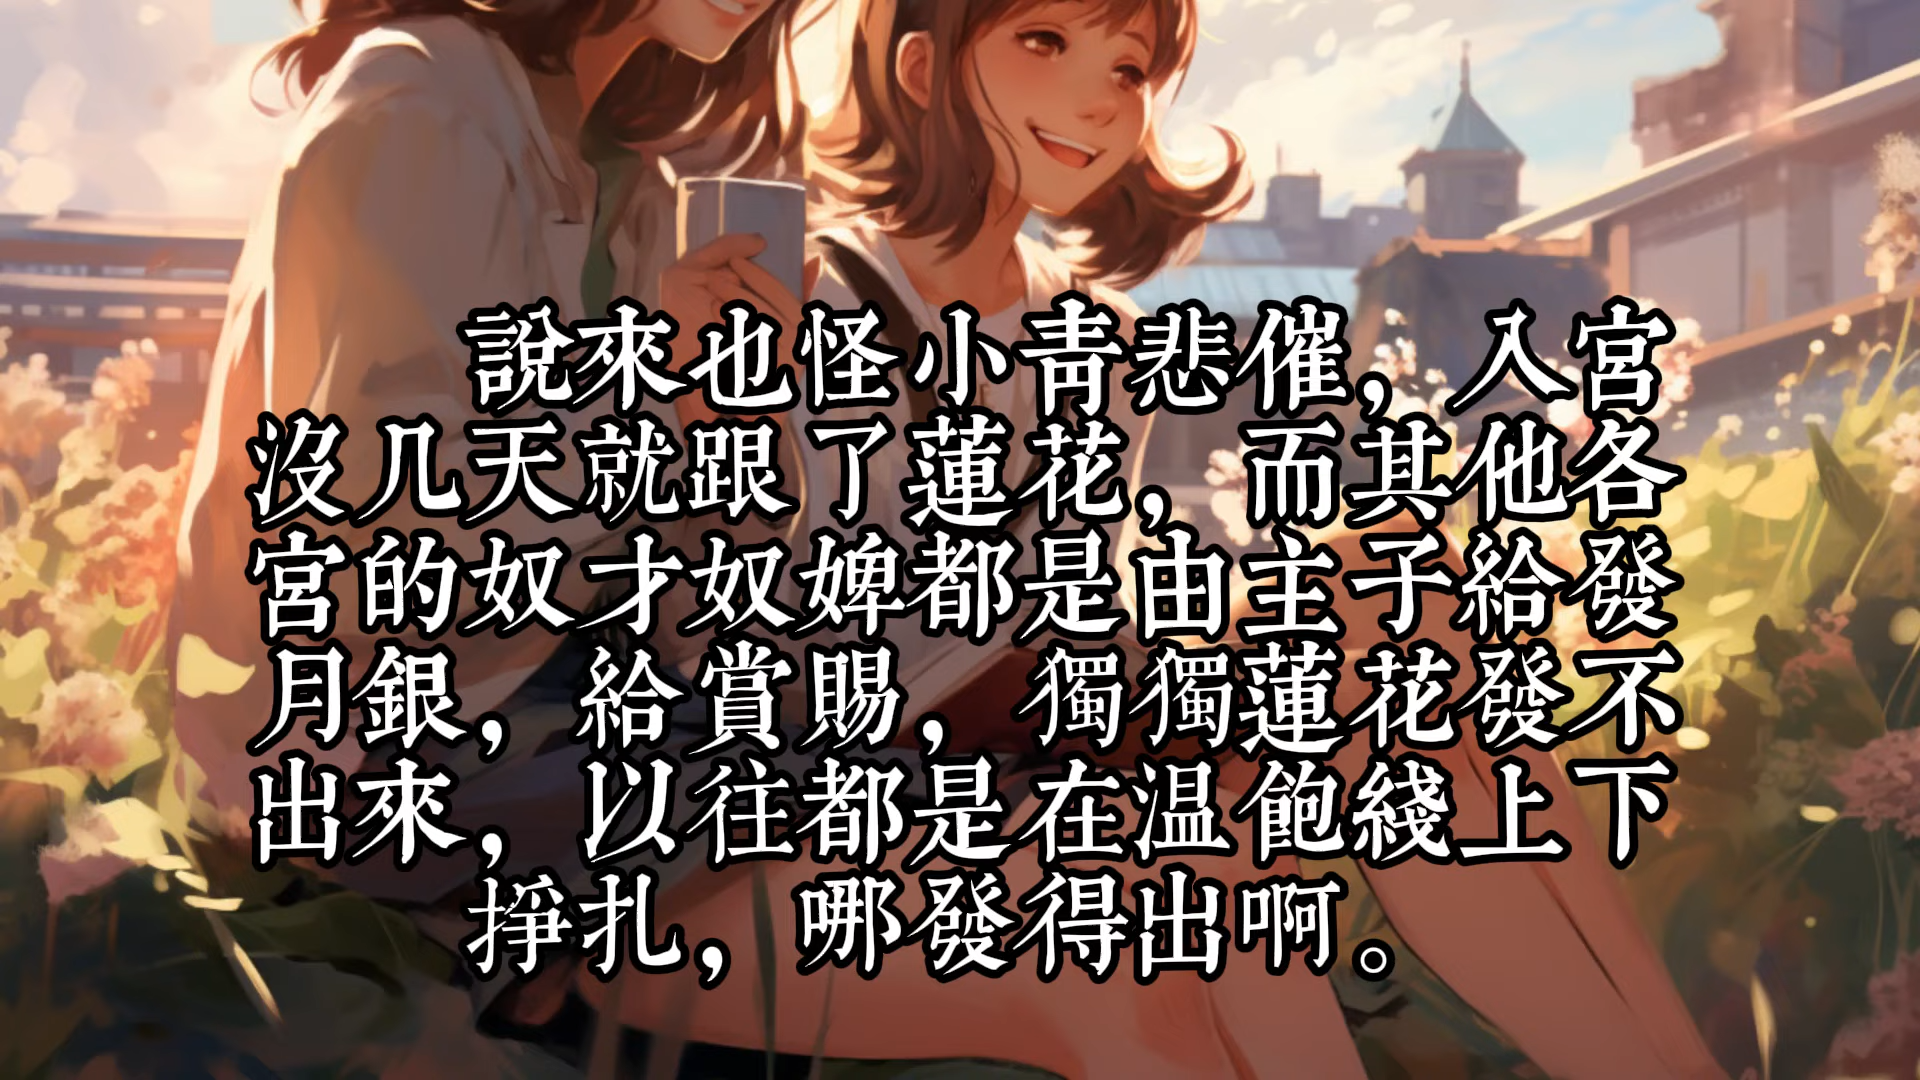 說來也怪小青悲催，入宮
沒几天就跟了蓮花，而其他各
宮的奴才奴婢都是由主子給發
月銀，給賞賜，獨獨蓮花發不
出來，以往都是在温飽綫上下
掙扎，哪發得出啊。